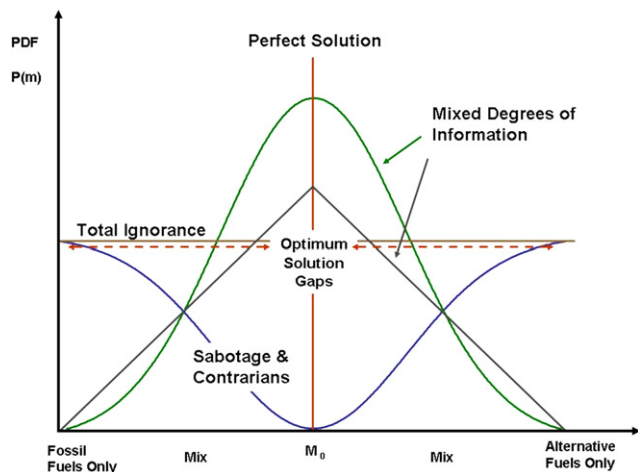 PDF
P(m)
Perfect Solution
Mixed Degrees of
Information
Total Ignorance
Optimum
Solution
Gaps
Sabotage &
Contrarians
Fossil
Fuels Only
Mix
M0
Mix
Alternative
Fuels Only